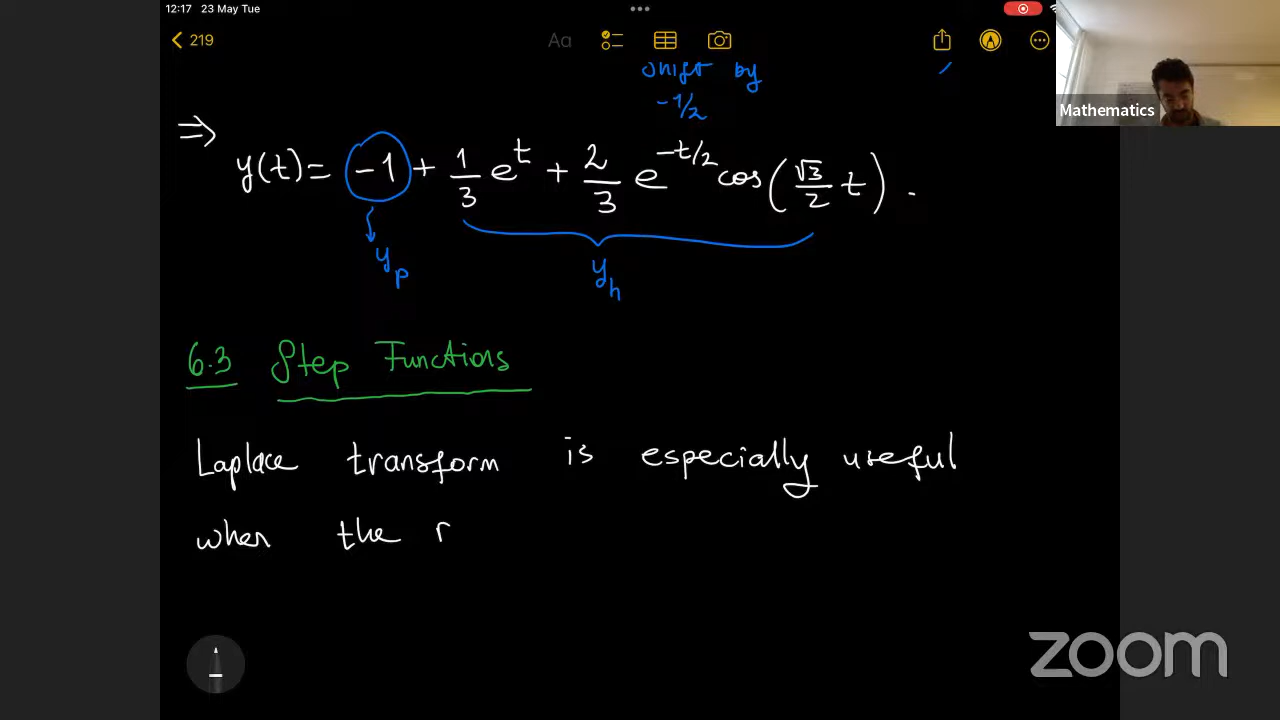 12:17 23 May Tue
219
Aa
shift by
-1/2
Mathematics
⇒ y(t) = -1 + 1/3 e^t + 2/3 e^{-t/2} cos(√3/2 t).
y_p
y_h
6.3 Step Functions
Laplace transform is especially useful
when the r
zoom